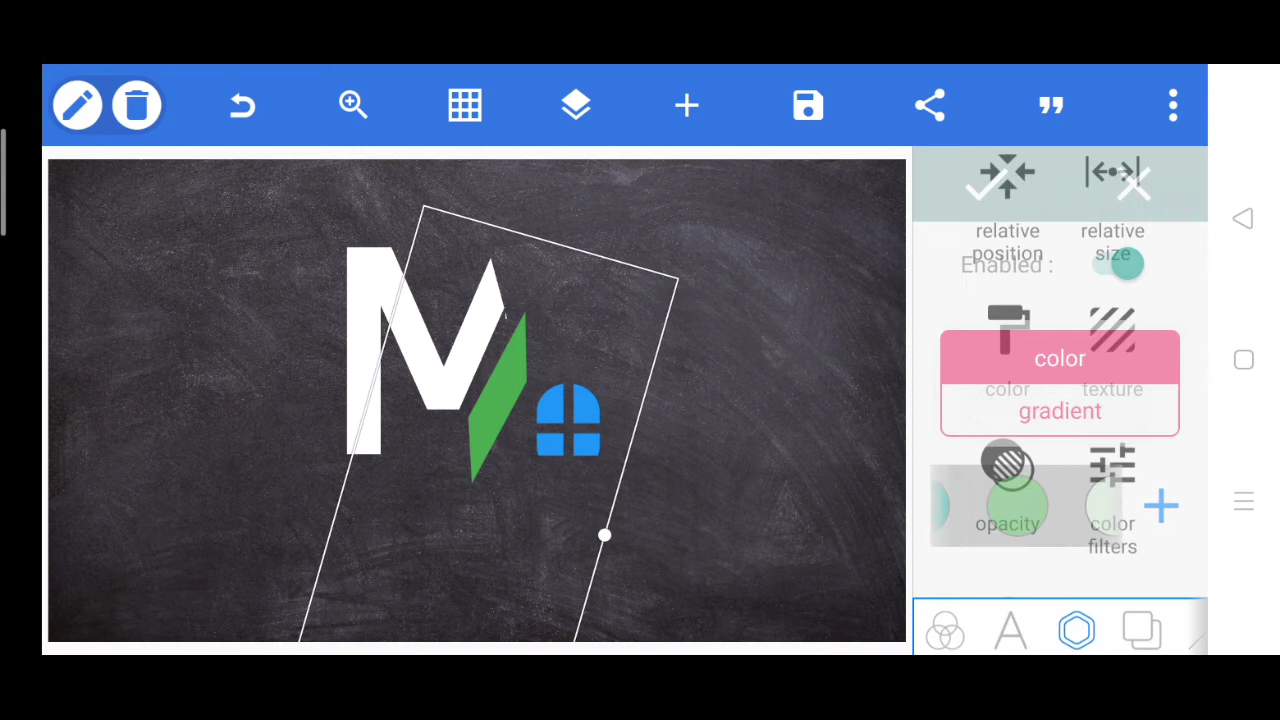 M
relative relative
position size
Enabled :
color
color texture
gradient
opacity color
filters
A